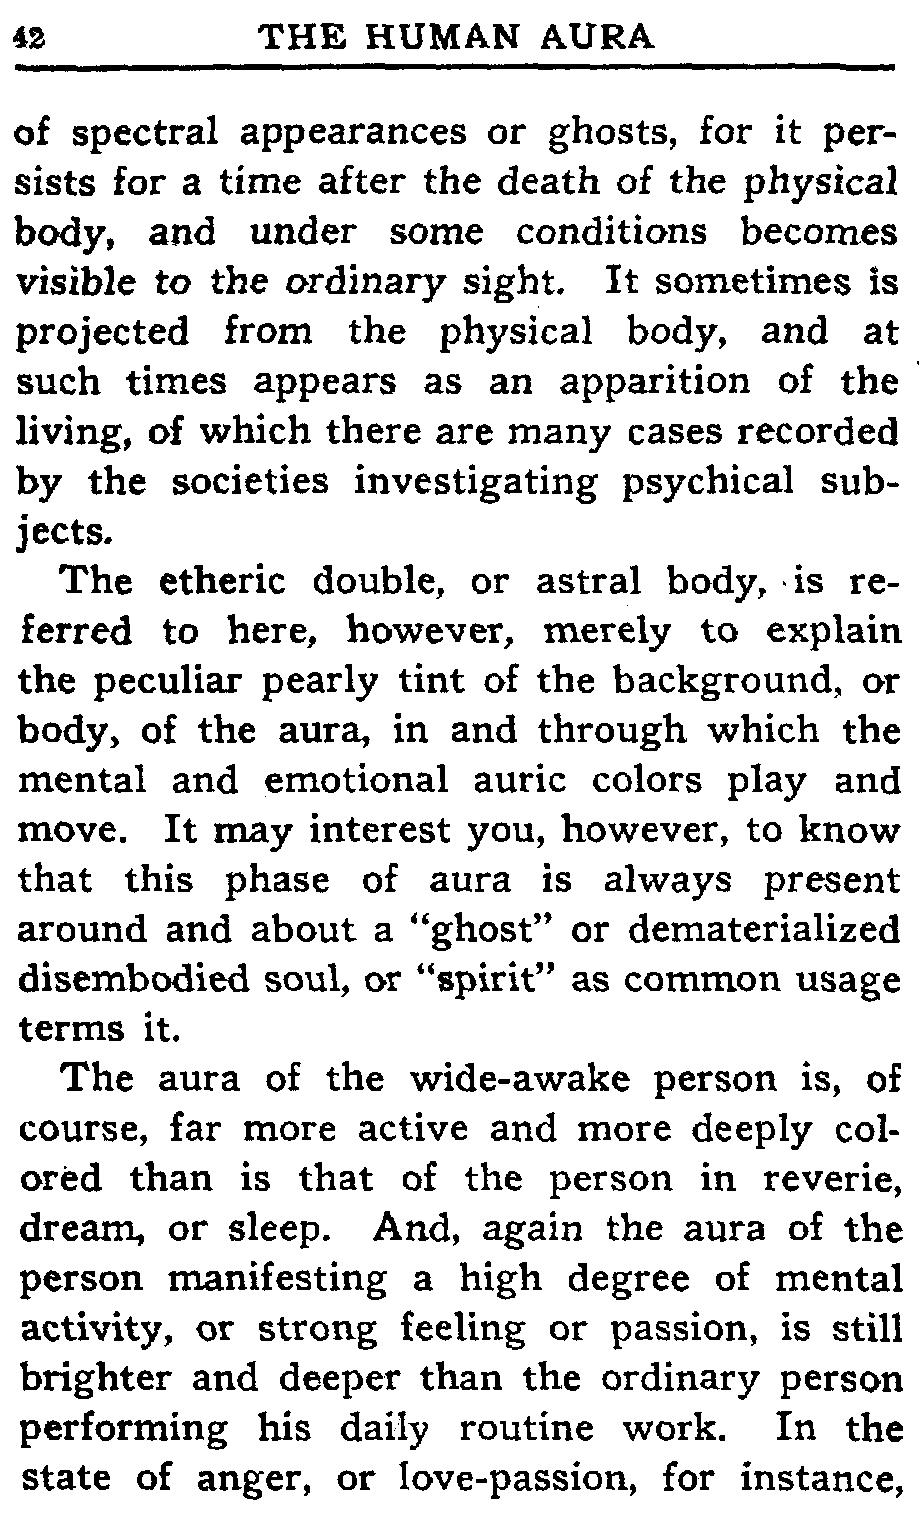 42 THE HUMAN AURA
of spectral appearances or ghosts, for it per-
sists for a time after the death of the physical
body, and under some conditions becomes
visible to the ordinary sight. It sometimes is
projected from the physical body, and at
such times appears as an apparition of the
living, of which there are many cases recorded
by the societies investigating psychical sub-
jects.
The etheric double, or astral body, is re-
ferred to here, however, merely to explain
the peculiar pearly tint of the background, or
body, of the aura, in and through which the
mental and emotional auric colors play and
move. It may interest you, however, to know
that this phase of aura is always present
around and about a “ghost” or dematerialized
disembodied soul, or “spirit” as common usage
terms it.
The aura of the wide-awake person is, of
course, far more active and more deeply col-
ored than is that of the person in reverie,
dream, or sleep. And, again the aura of the
person manifesting a high degree of mental
activity, or strong feeling or passion, is still
brighter and deeper than the ordinary person
performing his daily routine work. In the
state of anger, or love-passion, for instance,